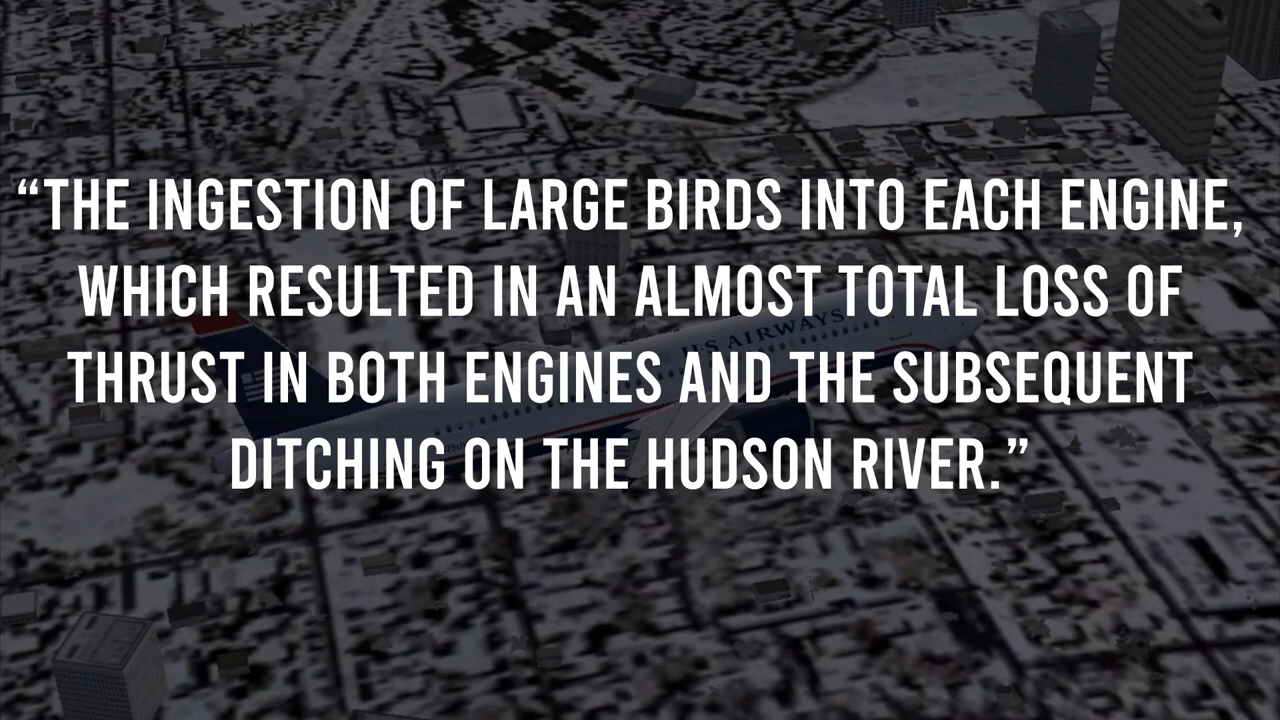 “THE INGESTION OF LARGE BIRDS INTO EACH ENGINE,
WHICH RESULTED IN AN ALMOST TOTAL LOSS OF
THRUST IN BOTH ENGINES AND THE SUBSEQUENT
DITCHING ON THE HUDSON RIVER.”
U.S AIRWAYS